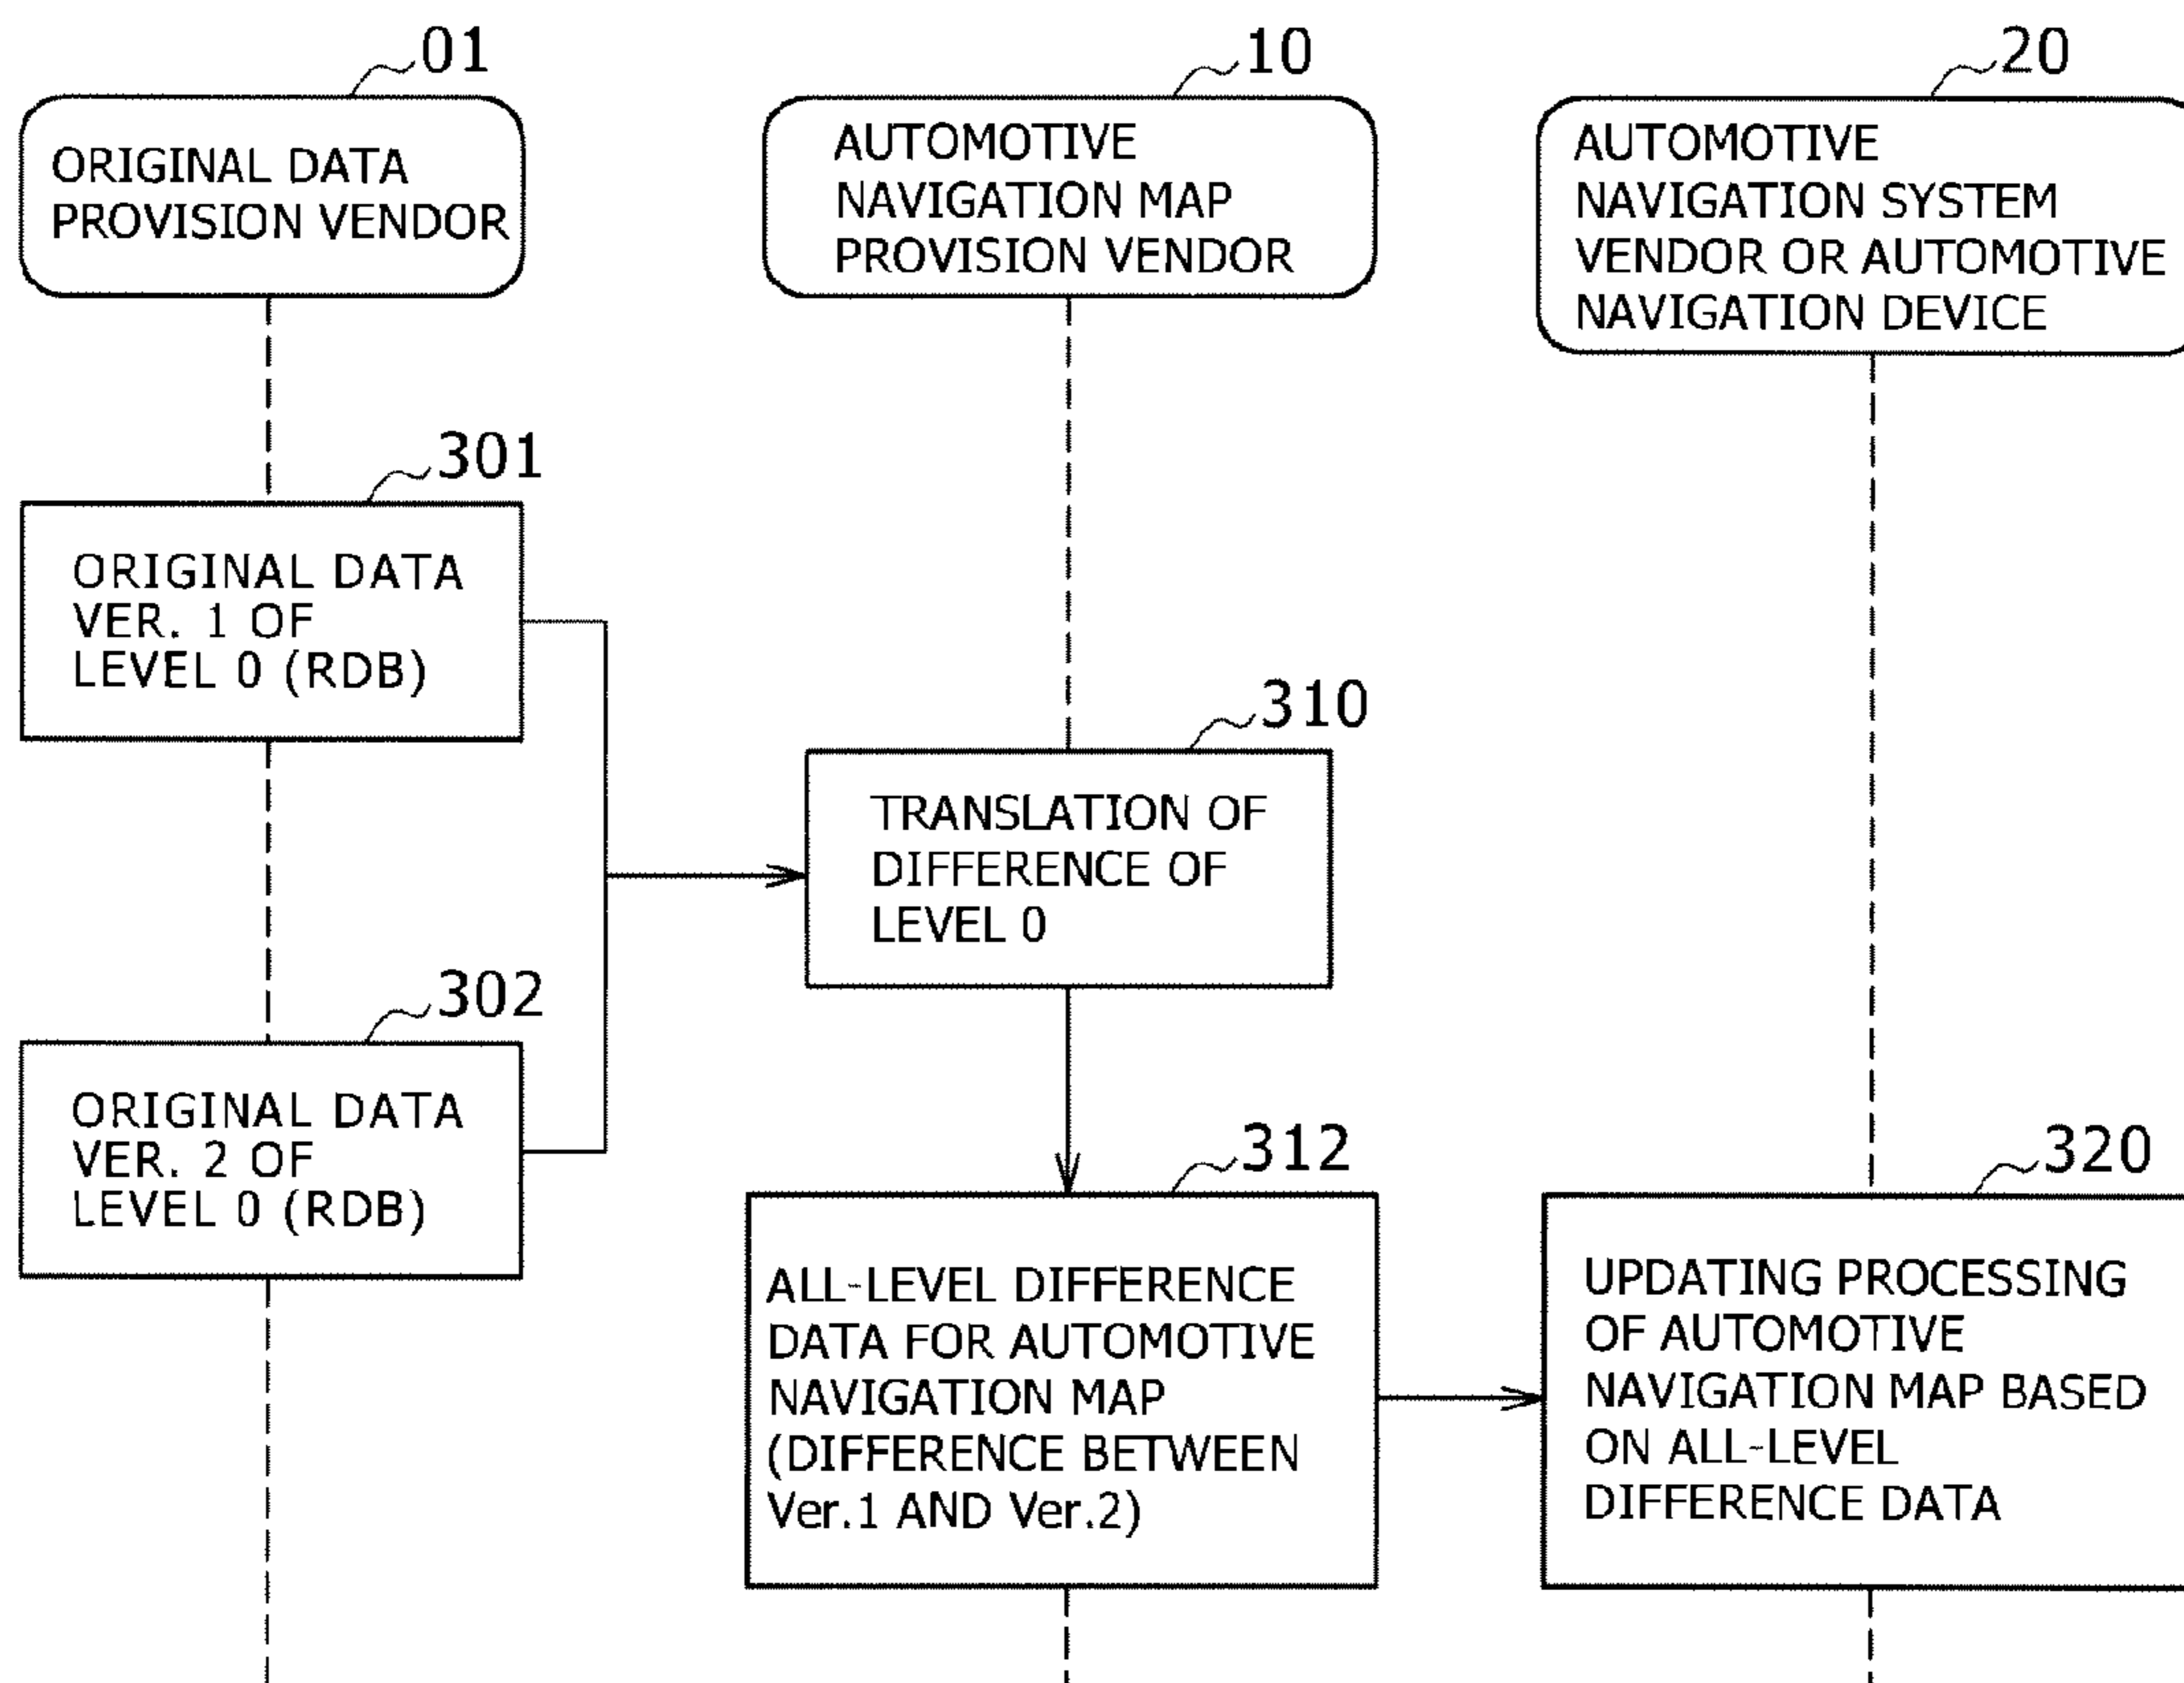 01
ORIGINAL DATA
PROVISION VENDOR
10
AUTOMOTIVE
NAVIGATION MAP
PROVISION VENDOR
20
AUTOMOTIVE
NAVIGATION SYSTEM
VENDOR OR AUTOMOTIVE
NAVIGATION DEVICE
301
ORIGINAL DATA
VER. 1 OF
LEVEL 0 (RDB)
310
TRANSLATION OF
DIFFERENCE OF
LEVEL 0
302
ORIGINAL DATA
VER. 2 OF
LEVEL 0 (RDB)
312
ALL-LEVEL DIFFERENCE
DATA FOR AUTOMOTIVE
NAVIGATION MAP
(DIFFERENCE BETWEEN
Ver.1 AND Ver.2)
320
UPDATING PROCESSING
OF AUTOMOTIVE
NAVIGATION MAP BASED
ON ALL-LEVEL
DIFFERENCE DATA